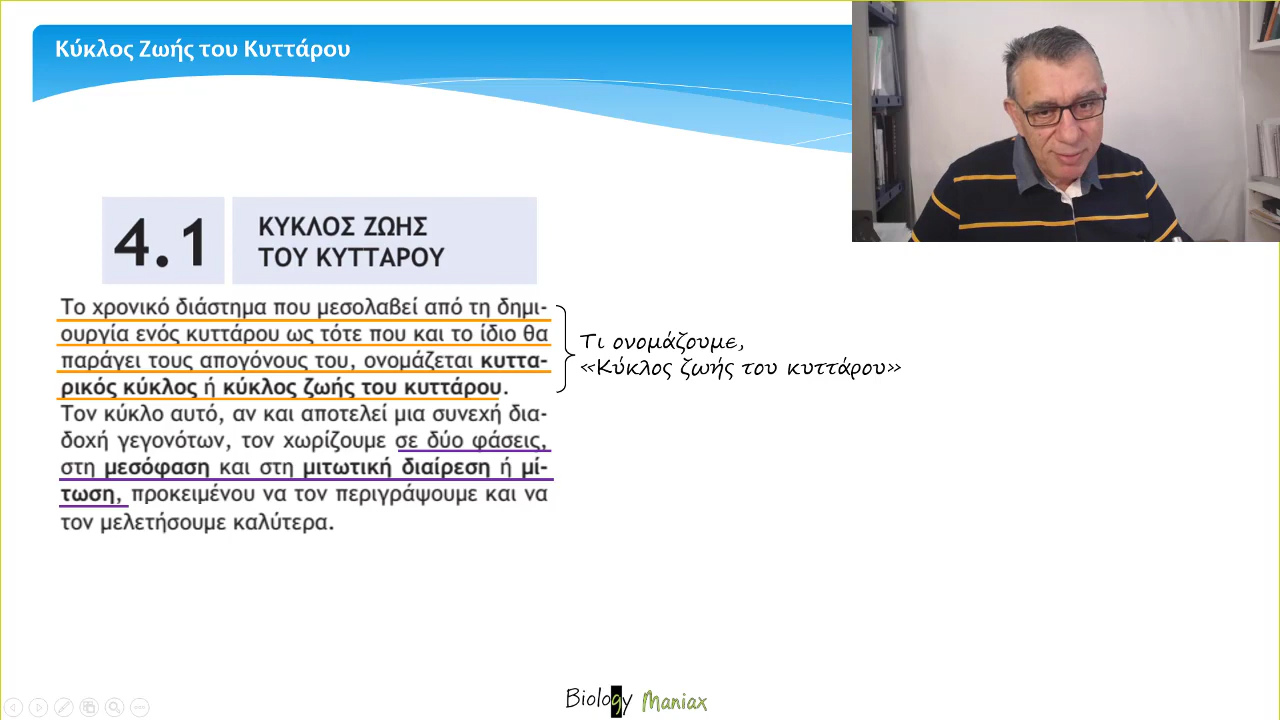 Κύκλος Ζωής του Κυττάρου
4.1
ΚΥΚΛΟΣ ΖΩΗΣ
ΤΟΥ ΚΥΤΤΑΡΟΥ
Το χρονικό διάστημα που μεσολαβεί από τη δημι-
ουργία ενός κυττάρου ως τότε που και το ίδιο θα
παράγει τους απογόνους του, ονομάζεται κυττα-
ρικός κύκλος ή κύκλος ζωής του κυττάρου.
Τον κύκλο αυτό, αν και αποτελεί μια συνεχή δια-
δοχή γεγονότων, τον χωρίζουμε σε δύο φάσεις,
στη μεσόφαση και στη μιτωτική διαίρεση ή μί-
τωση, προκειμένου να τον περιγράψουμε και να
τον μελετήσουμε καλύτερα.
Τι ονομάζουμε,
«Κύκλος ζωής του κυττάρου»
Biology Maniax